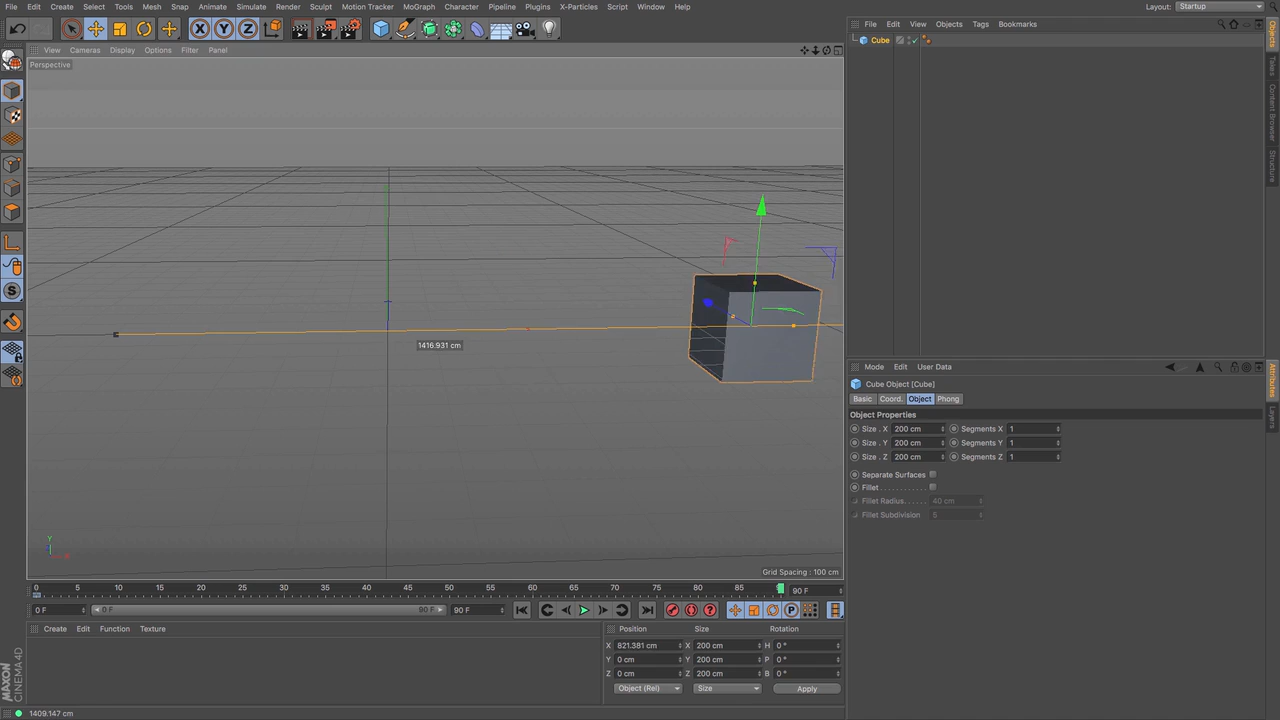 File Edit Create Select Tools Mesh Snap Animate Simulate Render Sculpt Motion Tracker MoGraph Character Pipeline Plugins X-Particles Script Window Help Layout: Startup
X Y Z
File Edit View Objects Tags Bookmarks
Cube
View Cameras Display Options Filter Panel
Perspective
1416.931 cm
Y
Grid Spacing : 100 cm
S
Objects
Takes
Content Browser
Structure
Mode Edit User Data
Cube Object [Cube]
Basic Coord. Object Phong
Object Properties
Size . X 200 cm Segments X 1
Size . Y 200 cm Segments Y 1
Size . Z 200 cm Segments Z 1
Separate Surfaces
Fillet
Fillet Radius 40 cm
Fillet Subdivision 5
Attributes
Layers
0 5 10 15 20 25 30 35 40 45 50 55 60 65 70 75 80 85 90 F
0 F 0 F 90 F 90 F P
Create Edit Function Texture
Position Size Rotation
X 821.381 cm X 200 cm H 0 °
Y 0 cm Y 200 cm P 0 °
Z 0 cm Z 200 cm B 0 °
Object (Rel) Size Apply
MAXON
CINEMA 4D
1409.147 cm